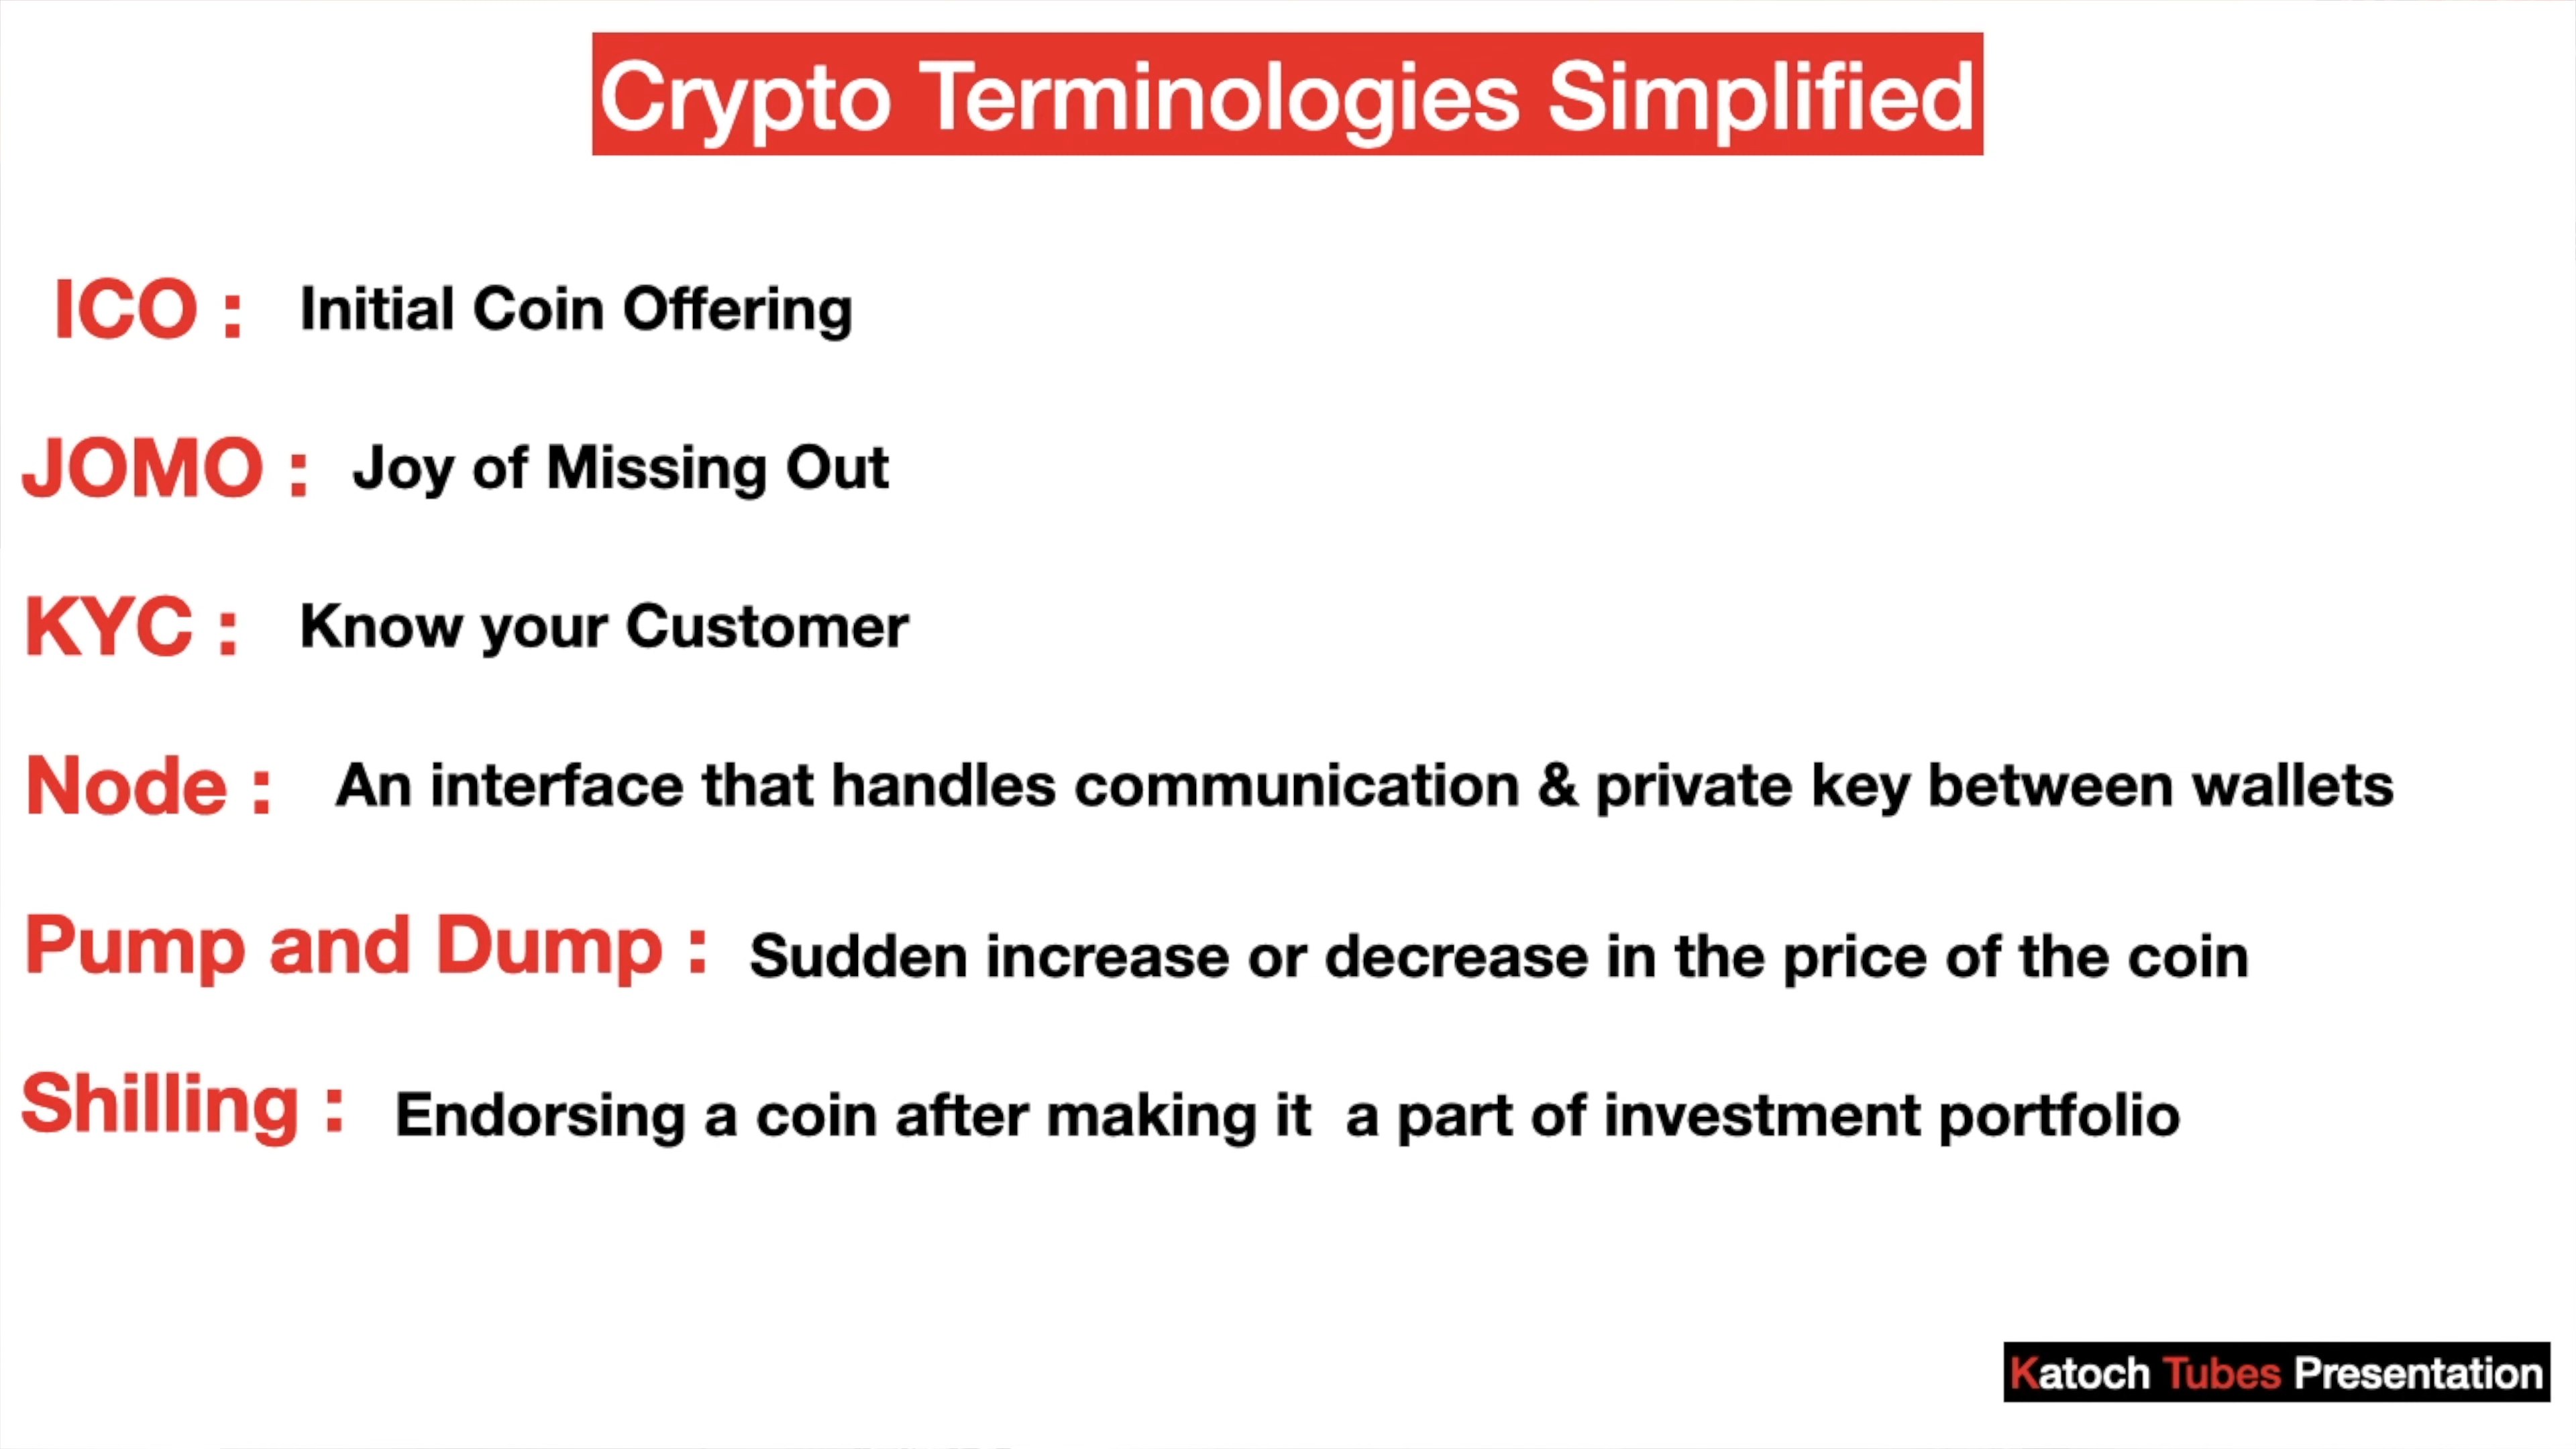 Crypto Terminologies Simplified
ICO : Initial Coin Offering
JOMO : Joy of Missing Out
KYC : Know your Customer
Node : An interface that handles communication & private key between wallets
Pump and Dump : Sudden increase or decrease in the price of the coin
Shilling : Endorsing a coin after making it a part of investment portfolio
Katoch Tubes Presentation